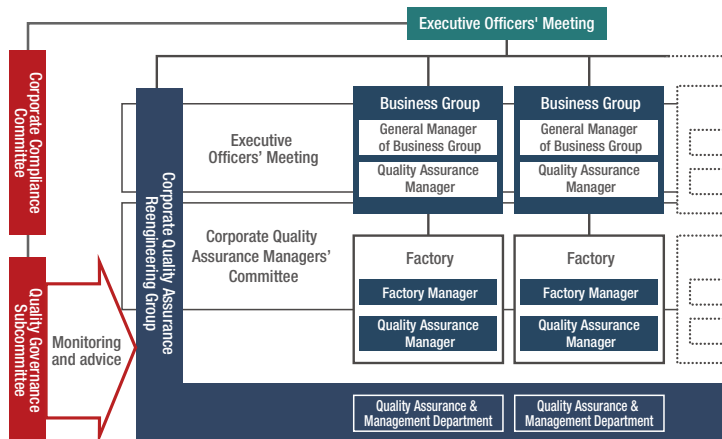 Executive Officers' Meeting
Corporate Compliance
Committee
Quality Governance
Subcommittee
Monitoring
and advice
Corporate Quality Assurance
Reengineering Group
Executive
Officers’ Meeting
Corporate Quality
Assurance Managers’
Committee
Business Group
General Manager
of Business Group
Quality Assurance
Manager
Business Group
General Manager
of Business Group
Quality Assurance
Manager
Factory
Factory Manager
Quality Assurance
Manager
Factory
Factory Manager
Quality Assurance
Manager
Quality Assurance &
Management Department
Quality Assurance &
Management Department